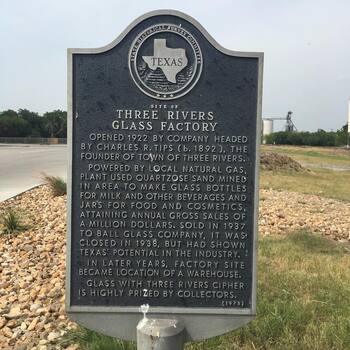 TEXAS HISTORICAL SURVEY COMMITTEE
TEXAS
SITE OF
THREE RIVERS
GLASS FACTORY
OPENED 1922 BY COMPANY HEADED
BY CHARLES R. TIPS (b. 1892), THE
FOUNDER OF TOWN OF THREE RIVERS.
POWERED BY LOCAL NATURAL GAS,
PLANT USED QUARTZOSE SAND MINED
IN AREA TO MAKE GLASS BOTTLES
FOR MILK AND OTHER BEVERAGES AND
JARS FOR FOOD AND COSMETICS,
ATTAINING ANNUAL GROSS SALES OF
A MILLION DOLLARS. SOLD IN 1937
TO BALL GLASS COMPANY, IT WAS
CLOSED IN 1938, BUT HAD SHOWN
TEXAS' POTENTIAL IN THE INDUSTRY.
IN LATER YEARS, FACTORY SITE
BECAME LOCATION OF A WAREHOUSE.
GLASS WITH THREE RIVERS CIPHER
IS HIGHLY PRIZED BY COLLECTORS.
(1973)